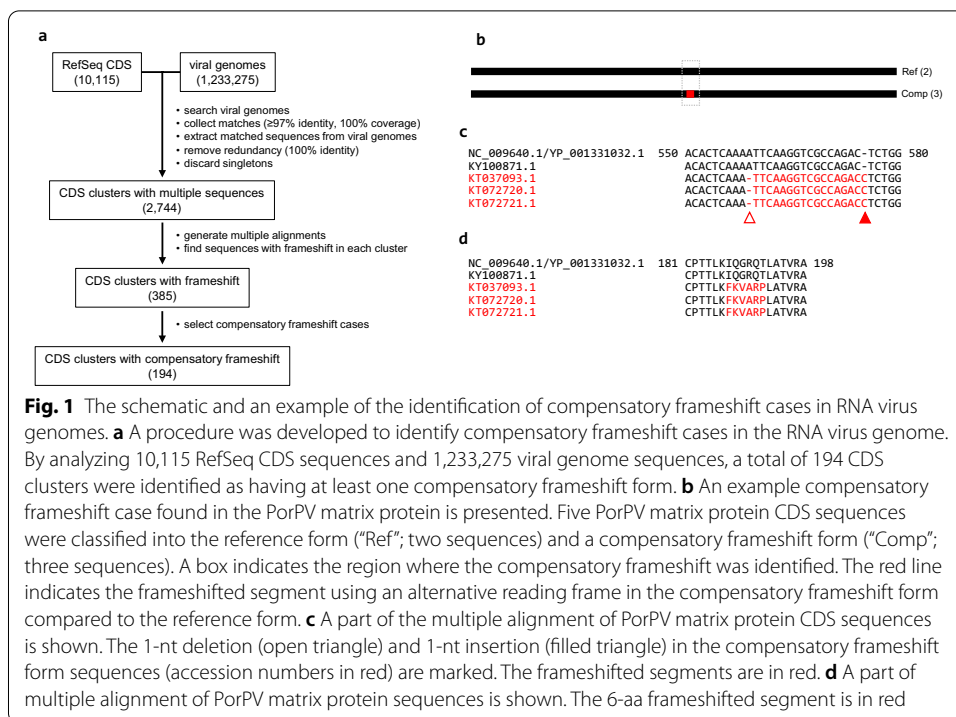 a
RefSeq CDS
(10,115)
viral genomes
(1,233,275)
• search viral genomes
• collect matches (≥97% identity, 100% coverage)
• extract matched sequences from viral genomes
• remove redundancy (100% identity)
• discard singletons
CDS clusters with multiple sequences
(2,744)
• generate multiple alignments
• find sequences with frameshift in each cluster
CDS clusters with frameshift
(385)
• select compensatory frameshift cases
CDS clusters with compensatory frameshift
(194)
b
Ref (2)
Comp (3)
c
NC_009640.1/YP_001331032.1 550 ACACTCAAAATTCAAGGTCGCCAGAC-TCTGG 580
KY100871.1 ACACTCAAAATTCAAGGTCGCCAGAC-TCTGG
KT037093.1 ACACTCAAA-TTCAAGGTCGCCAGACCTCTGG
KT072720.1 ACACTCAAA-TTCAAGGTCGCCAGACCTCTGG
KT072721.1 ACACTCAAA-TTCAAGGTCGCCAGACCTCTGG
d
NC_009640.1/YP_001331032.1 181 CPTTLKIQGRQTLATVRA 198
KY100871.1 CPTTLKIQGRQTLATVRA
KT037093.1 CPTTLKFKVARPLATVRA
KT072720.1 CPTTLKFKVARPLATVRA
KT072721.1 CPTTLKFKVARPLATVRA
Fig. 1 The schematic and an example of the identification of compensatory frameshift cases in RNA virus
genomes. a A procedure was developed to identify compensatory frameshift cases in the RNA virus genome.
By analyzing 10,115 RefSeq CDS sequences and 1,233,275 viral genome sequences, a total of 194 CDS
clusters were identified as having at least one compensatory frameshift form. b An example compensatory
frameshift case found in the PorPV matrix protein is presented. Five PorPV matrix protein CDS sequences
were classified into the reference form ("Ref"; two sequences) and a compensatory frameshift form ("Comp";
three sequences). A box indicates the region where the compensatory frameshift was identified. The red line
indicates the frameshifted segment using an alternative reading frame in the compensatory frameshift form
compared to the reference form. c A part of the multiple alignment of PorPV matrix protein CDS sequences
is shown. The 1-nt deletion (open triangle) and 1-nt insertion (filled triangle) in the compensatory frameshift
form sequences (accession numbers in red) are marked. The frameshifted segments are in red. d A part of
multiple alignment of PorPV matrix protein sequences is shown. The 6-aa frameshifted segment is in red